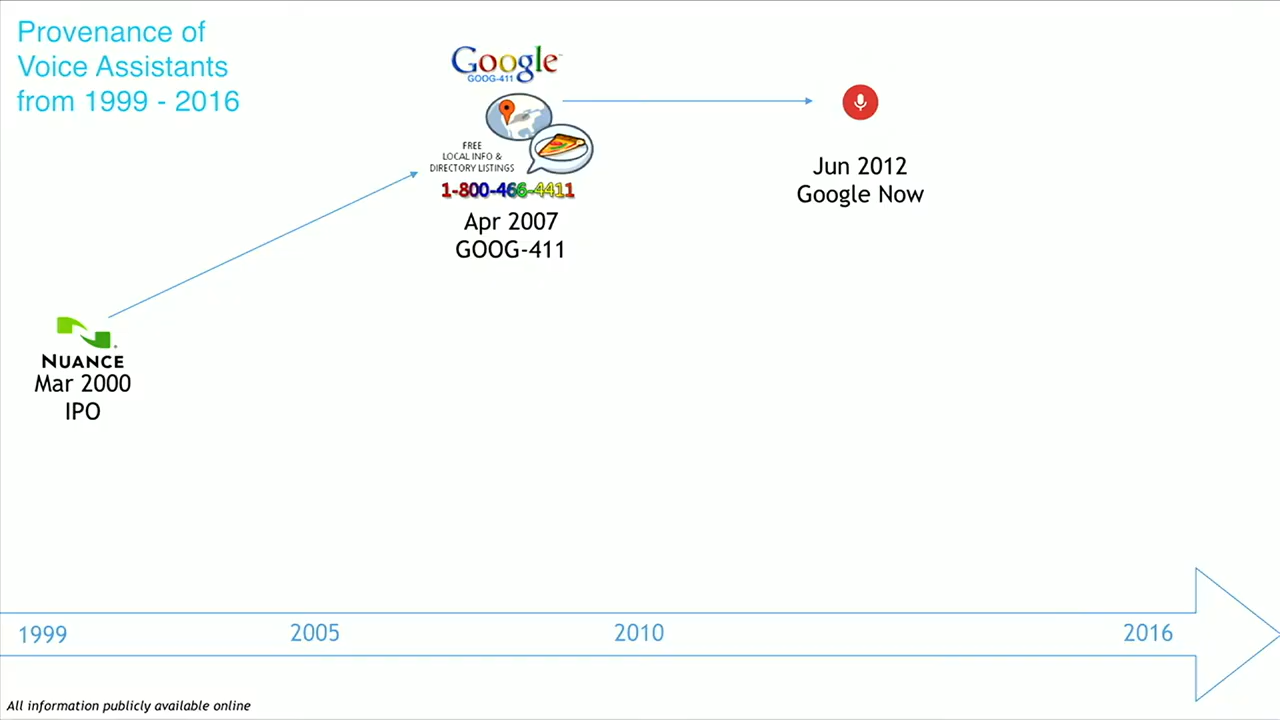 Provenance of
Voice Assistants
from 1999 - 2016
Google™
GOOG-411
FREE
LOCAL INFO &
DIRECTORY LISTINGS
1-800-466-4411
Apr 2007
GOOG-411
Jun 2012
Google Now
NUANCE
Mar 2000
IPO
1999
2005
2010
2016
All information publicly available online